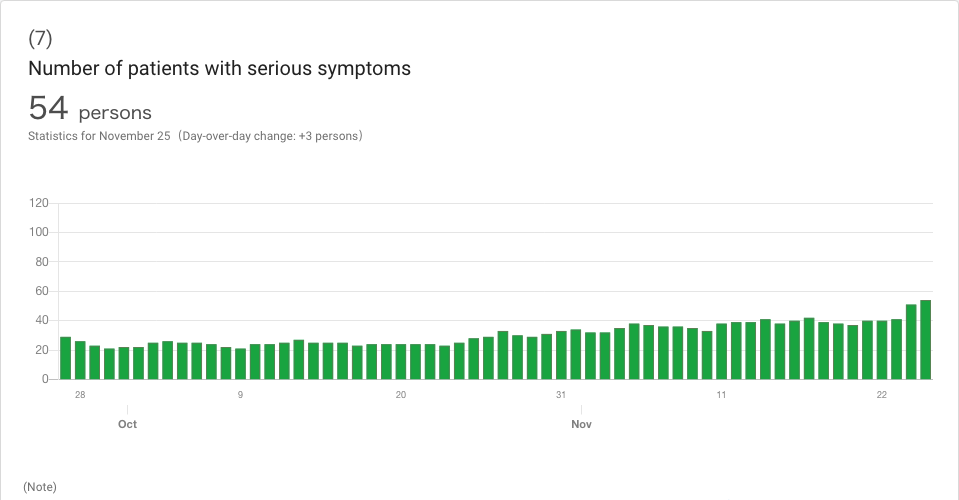 (7)
Number of patients with serious symptoms
54 persons
Statistics for November 25（Day-over-day change: +3 persons）
120
100
80
60
40
20
0
28 9 20 31 11 22
Oct Nov
(Note)